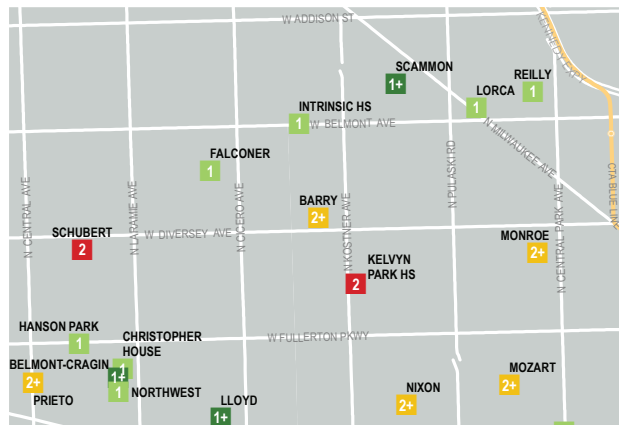 W ADDISON ST
KENNEDY EXPY
SCAMMON
1+
REILLY
1
LORCA
1
INTRINSIC HS
1
W BELMONT AVE
N MILWAUKEE AVE
FALCONER
1
N PULASKI RD
CTA BLUE LINE
N CENTRAL AVE
N LARAMIE AVE
N CICERO AVE
BARRY
2+
N KOSTNER AVE
N CENTRAL PARK AVE
SCHUBERT
2
W DIVERSEY AVE
MONROE
2+
KELVYN
PARK HS
2
HANSON PARK
1
W FULLERTON PKWY
CHRISTOPHER
HOUSE
1
BELMONT-CRAGIN
1+
2+
PRIETO
1
NORTHWEST
LLOYD
1+
NIXON
2+
MOZART
2+